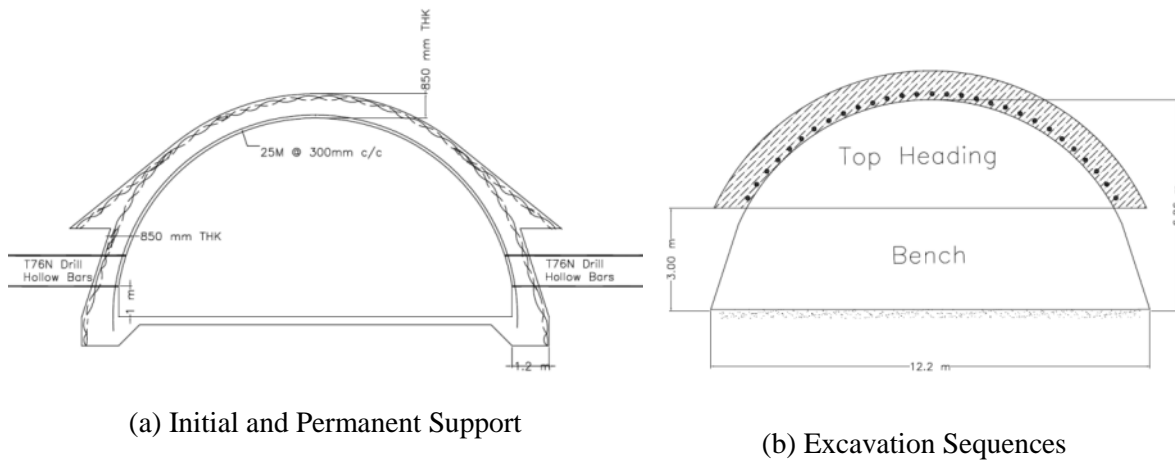 850 mm THK
25M @ 300mm c/c
850 mm THK
T76N Drill
Hollow Bars
T76N Drill
Hollow Bars
1 m
1.2 m
(a) Initial and Permanent Support
Top Heading
Bench
3.00 m
12.2 m
(b) Excavation Sequences